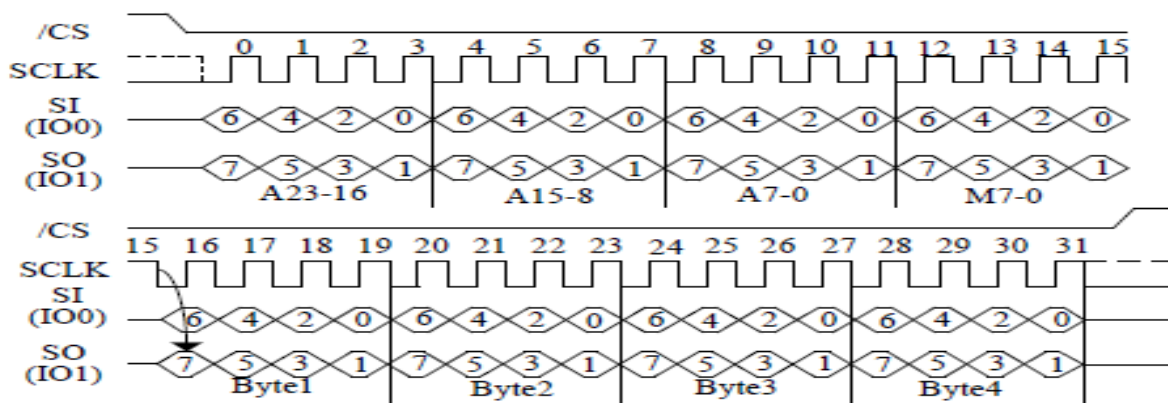 /CS
0 1 2 3 4 5 6 7 8 9 10 11 12 13 14 15
SCLK
SI
(IO0) 6 4 2 0 6 4 2 0 6 4 2 0 6 4 2 0
SO
(IO1) 7 5 3 1 7 5 3 1 7 5 3 1 7 5 3 1
A23-16 A15-8 A7-0 M7-0
/CS
15 16 17 18 19 20 21 22 23 24 25 26 27 28 29 30 31
SCLK
SI
(IO0) 6 4 2 0 6 4 2 0 6 4 2 0 6 4 2 0
SO
(IO1) 7 5 3 1 7 5 3 1 7 5 3 1 7 5 3 1
Byte1 Byte2 Byte3 Byte4